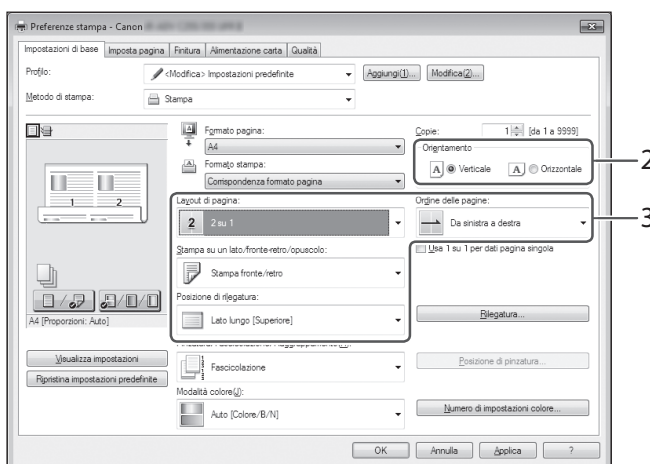 Preferenze stampa - Canon
Impostazioni di base Imposta pagina Finitura Alimentazione carta Qualità
Profilo: <Modifica> Impostazioni predefinite Aggiungi(1)... Modifica(2)...
Metodo di stampa: Stampa
Formato pagina: Copie: 1 [da 1 a 9999]
A4
Orientamento
2
Formato stampa: A Verticale A Orizzontale
Corrispondenza formato pagina
1 2
Layout di pagina: Ordine delle pagine:
2 2 su 1 Da sinistra a destra
3
Stampa su un lato/fronte-retro/opuscolo: Usa 1 su 1 per dati pagina singola
Stampa fronte/retro
Posizione di rilegatura:
Lato lungo [Superiore] Rilegatura...
A4 [Proporzioni: Auto]
Visualizza impostazioni
Fascicolazione Posizione di pinzatura...
Ripristina impostazioni predefinite
Modalità colore(J):
Auto [Colore/B/N] Numero di impostazioni colore...
OK Annulla Applica ?